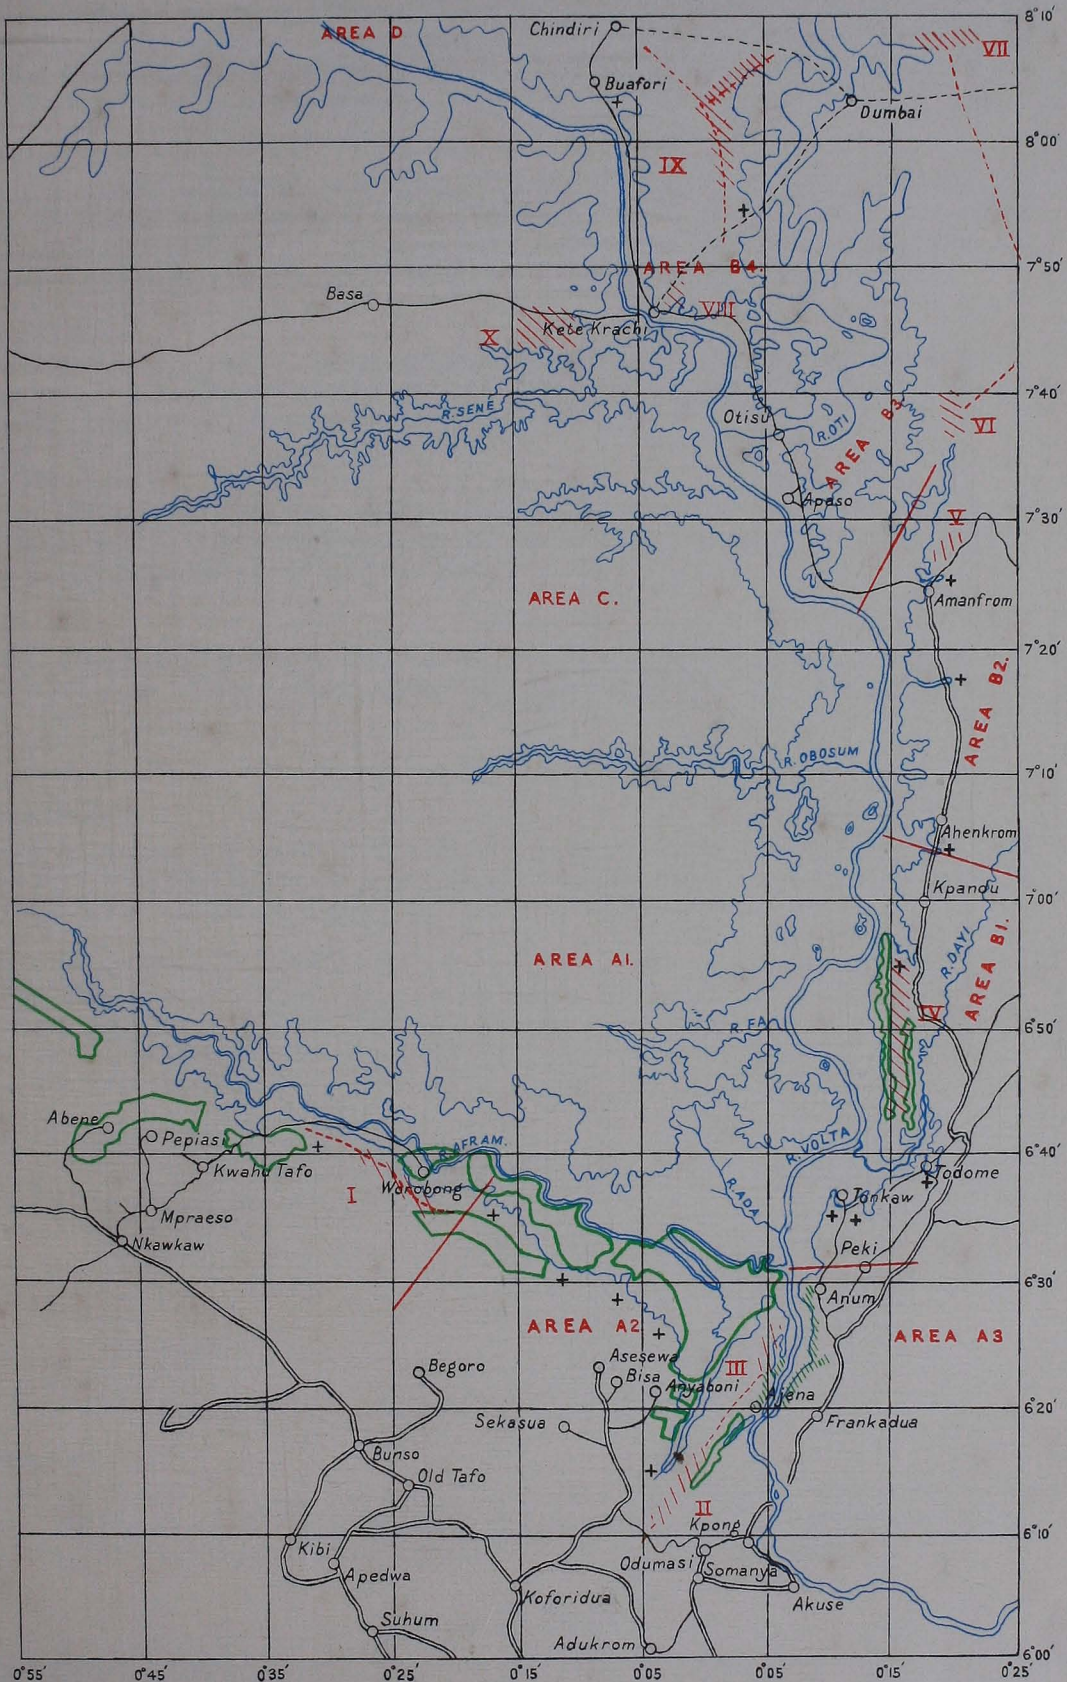 8°10'
AREA D
Chindiri
VII
Buafori
Dumbai
8°00'
IX
7°50'
AREA B4.
Basa
VIII
Kete Krachi
X
7°40'
R.SENE
Otisu
R.OTI
AREA B3.
VI
Apaso
V
7°30'
AREA C.
Amanfrom
7°20'
AREA B2.
R.OBOSUM
7°10'
Ahenkrom
Kpandu
7°00'
R.DAYI
AREA B1.
AREA A1.
IV
R.FA
6°50'
Abene
Pepiasi
R.AFRAM.
R.VOLTA
6°40'
Kwahu Tafo
Worobong
Todome
I
R.ADA
Tonkaw
Mpraeso
Nkawkaw
Peki
6°30'
Anum
AREA A2
AREA A3
Asesewa
Begoro
Bisa
III
Anyaboni
Ajena
6°20'
Sekasua
Frankadua
Bunso
Old Tafo
II
Kpong
6°10'
Kibi
Odumasi
Somanya
Apedwa
Koforidua
Akuse
Suhum
Adukrom
6°00'
0°55'
0°45'
0°35'
0°25'
0°15'
0°05
0°05'
0°15'
0°25'